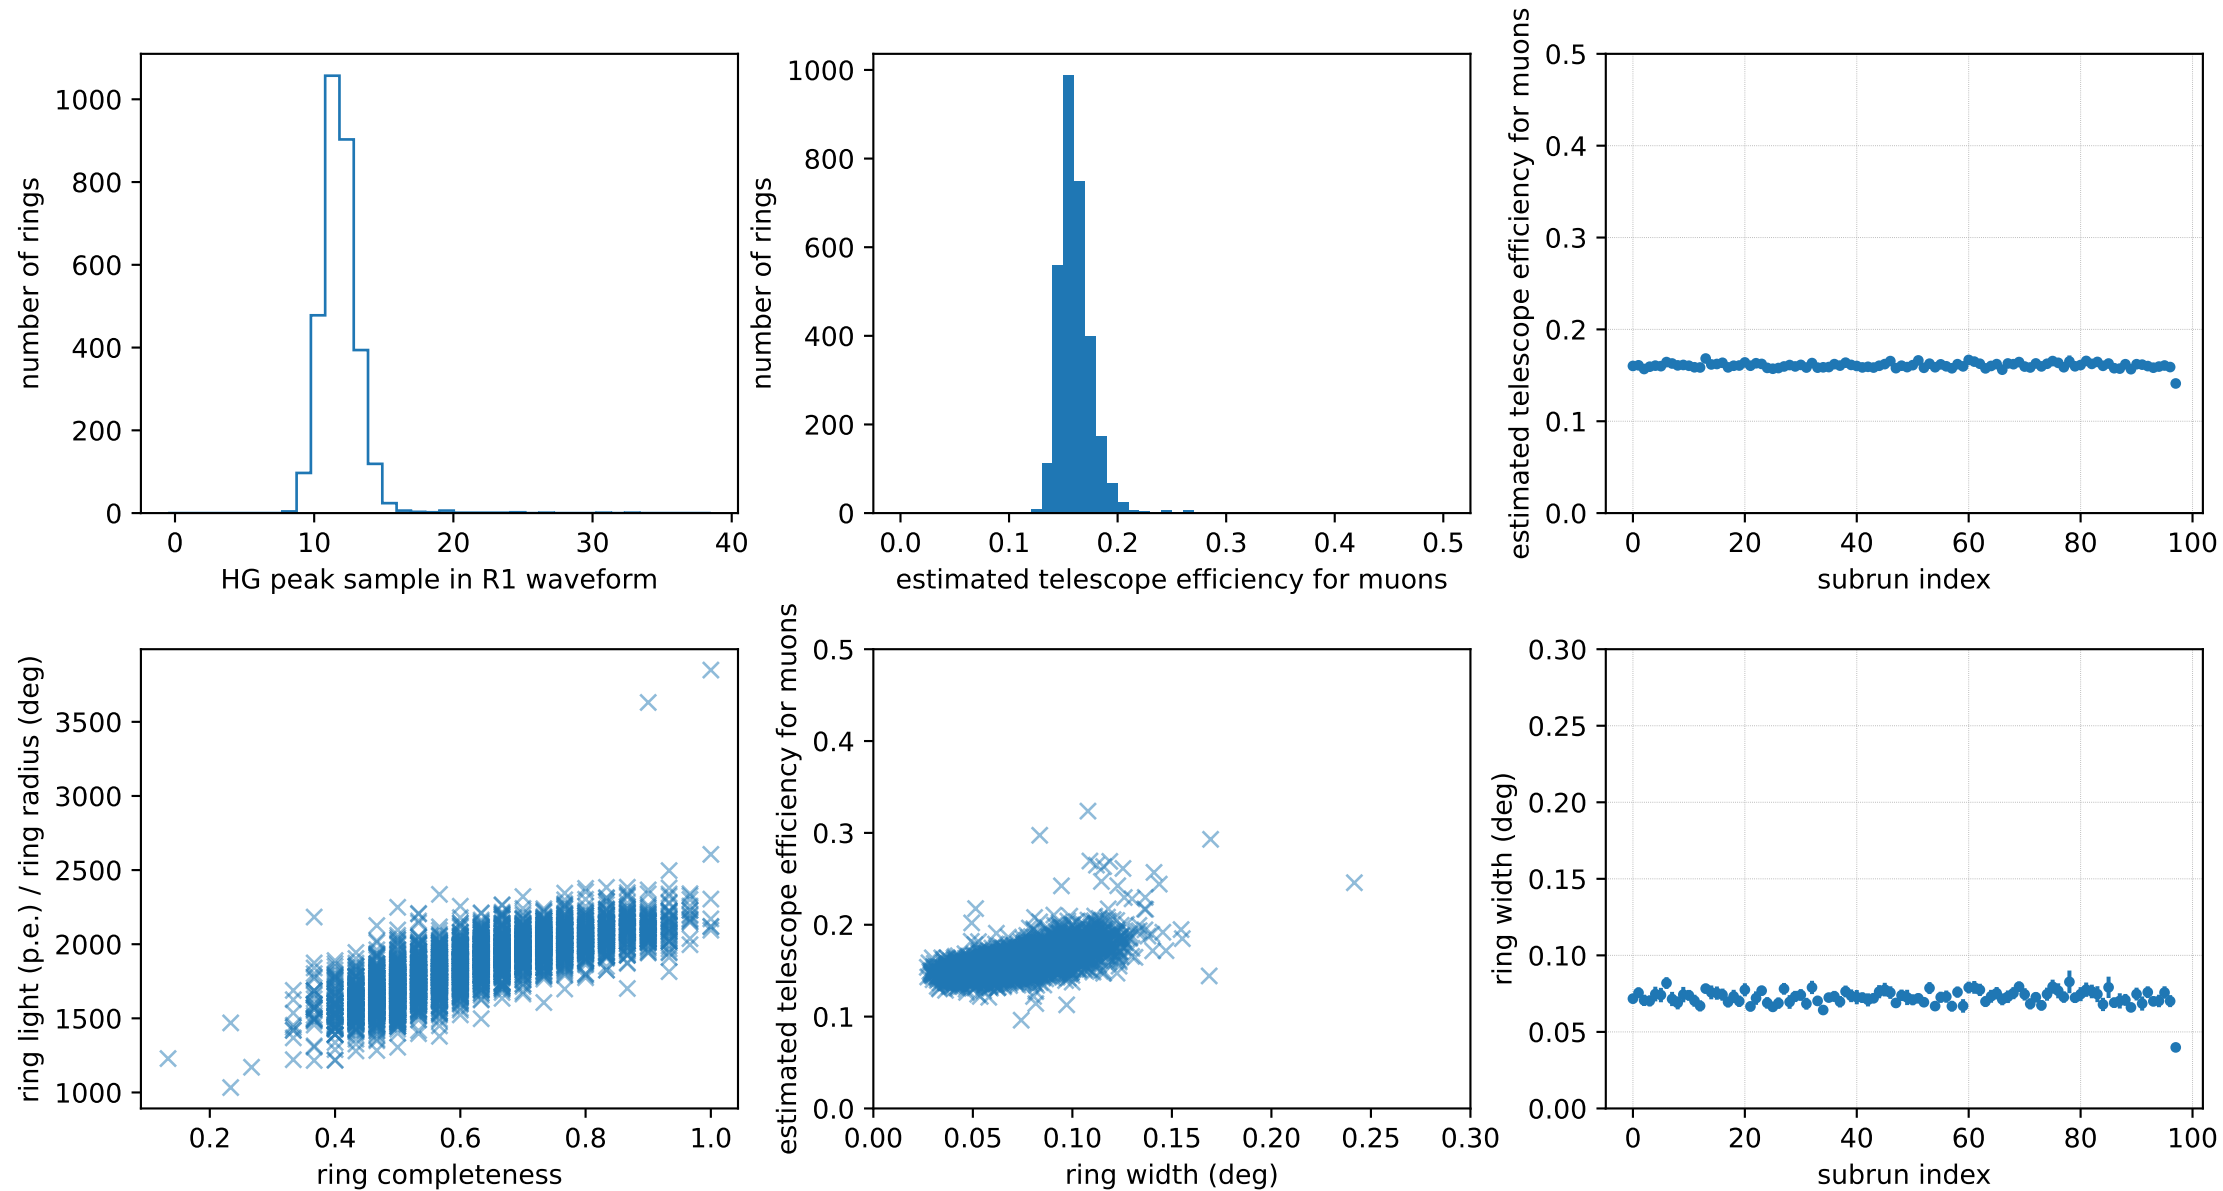 number of rings
1000
800
600
400
200
0
0 10 20 30 40
HG peak sample in R1 waveform
number of rings
1000
800
600
400
200
0
0.0 0.1 0.2 0.3 0.4 0.5
estimated telescope efficiency for muons
estimated telescope efficiency for muons
0.5
0.4
0.3
0.2
0.1
0.0
0 20 40 60 80 100
subrun index
ring light (p.e.) / ring radius (deg)
3500
3000
2500
2000
1500
1000
0.2 0.4 0.6 0.8 1.0
ring completeness
estimated telescope efficiency for muons
0.5
0.4
0.3
0.2
0.1
0.0
0.00 0.05 0.10 0.15 0.20 0.25 0.30
ring width (deg)
ring width (deg)
0.30
0.25
0.20
0.15
0.10
0.05
0.00
0 20 40 60 80 100
subrun index